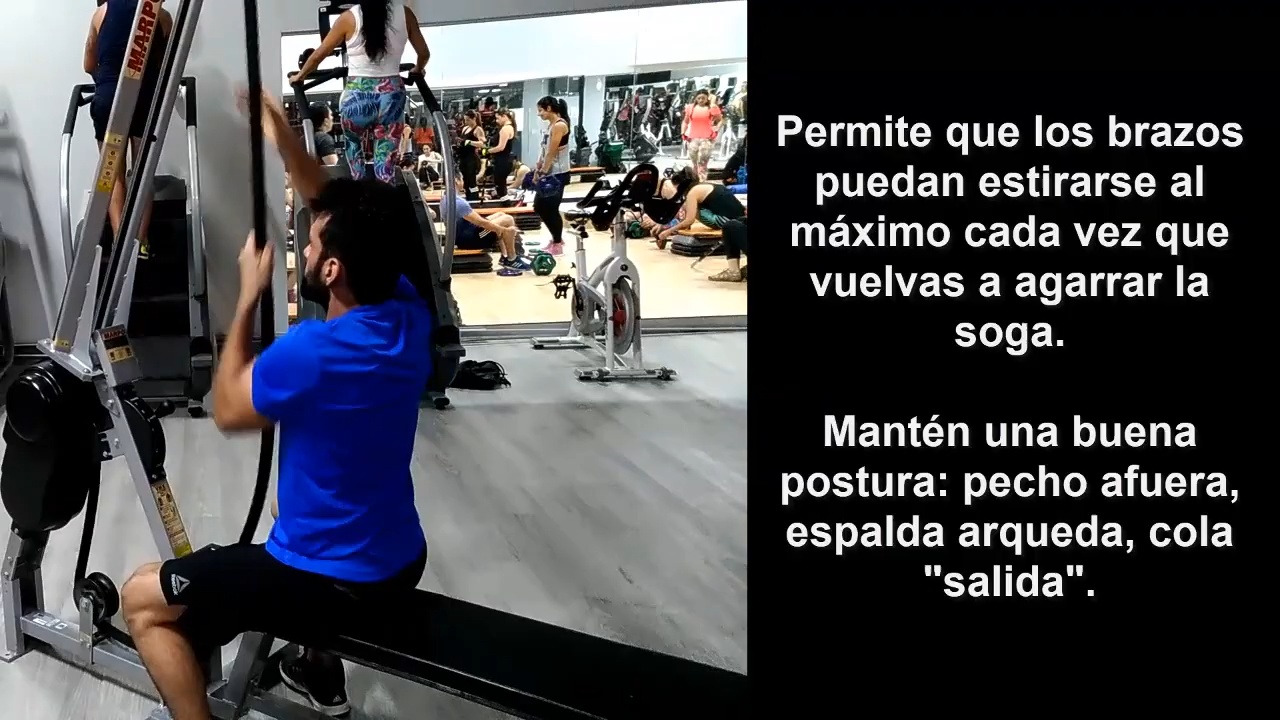 MARPO
Permite que los brazos
puedan estirarse al
máximo cada vez que
vuelvas a agarrar la
soga.
Mantén una buena
postura: pecho afuera,
espalda arqueda, cola
"salida".